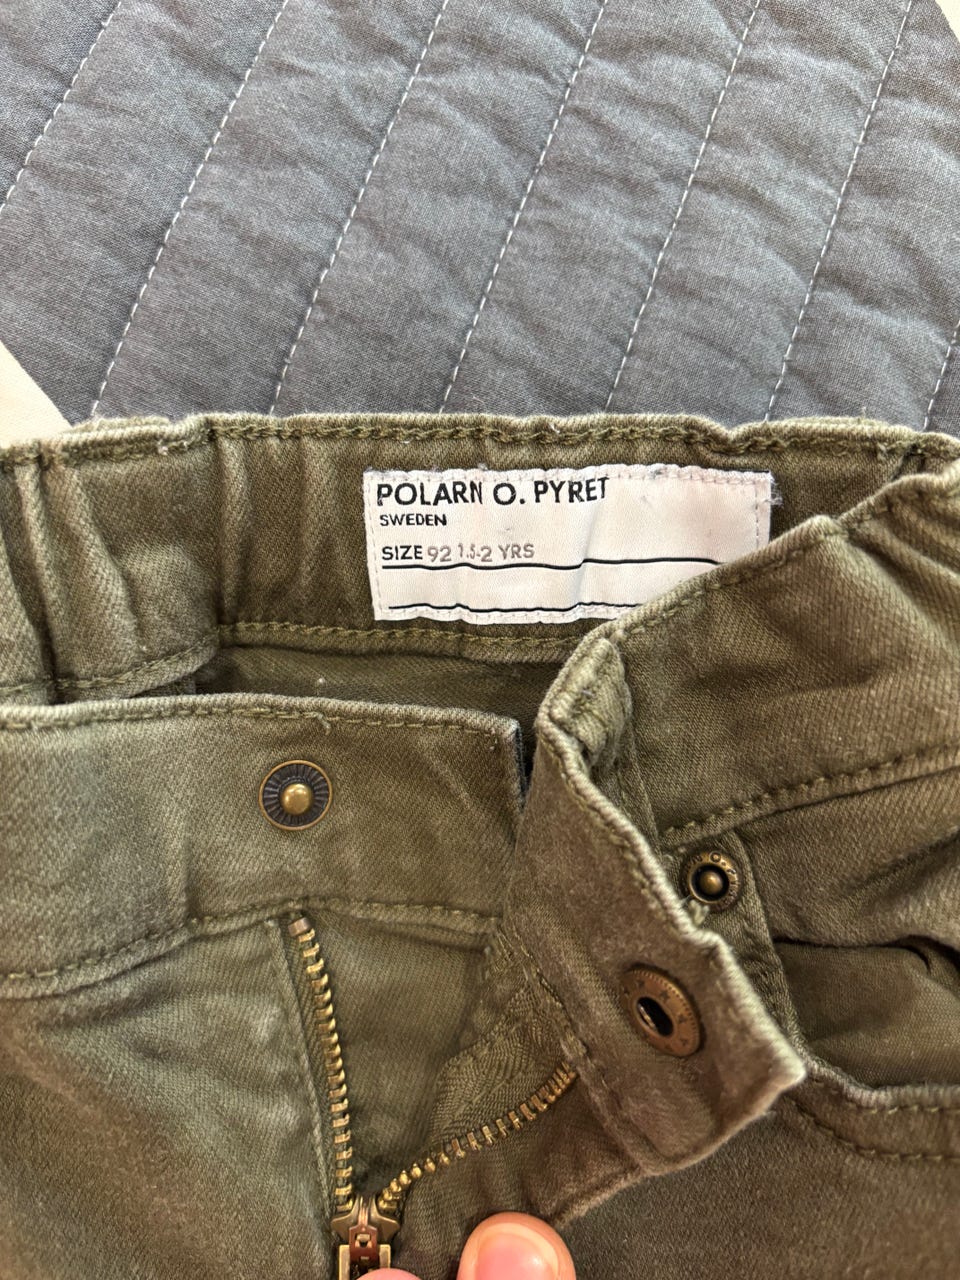 POLARN O. PYRET
SWEDEN
SIZE 92 1.5-2 YRS